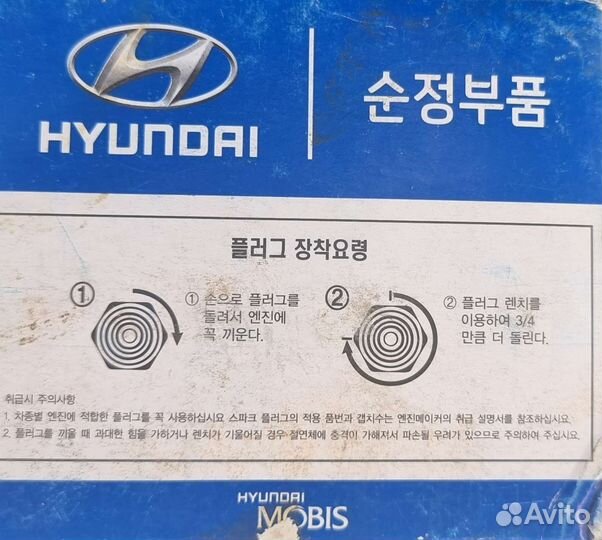 HYUNDAI
순정부품
플러그 장착요령
①
① 손으로 플러그를
돌려서 엔진에
꼭 끼운다.
②
② 플러그 렌치를
이용하여 3/4
만큼 더 돌린다.
취급시 주의사항
1. 차종별 엔진에 적합한 플러그를 꼭 사용하십시요 스파크 플러그의 적용 품번과 갭치수는 엔진메이커의 취급 설명서를 참조하십시요
2. 플러그를 끼울 때 과대한 힘을 가하거나 렌치가 기울어질 경우 절연체에 충격이 가해져서 파손될 우려가 있으므로 주의하여 주십시요.
HYUNDAI
MOBIS
Avito